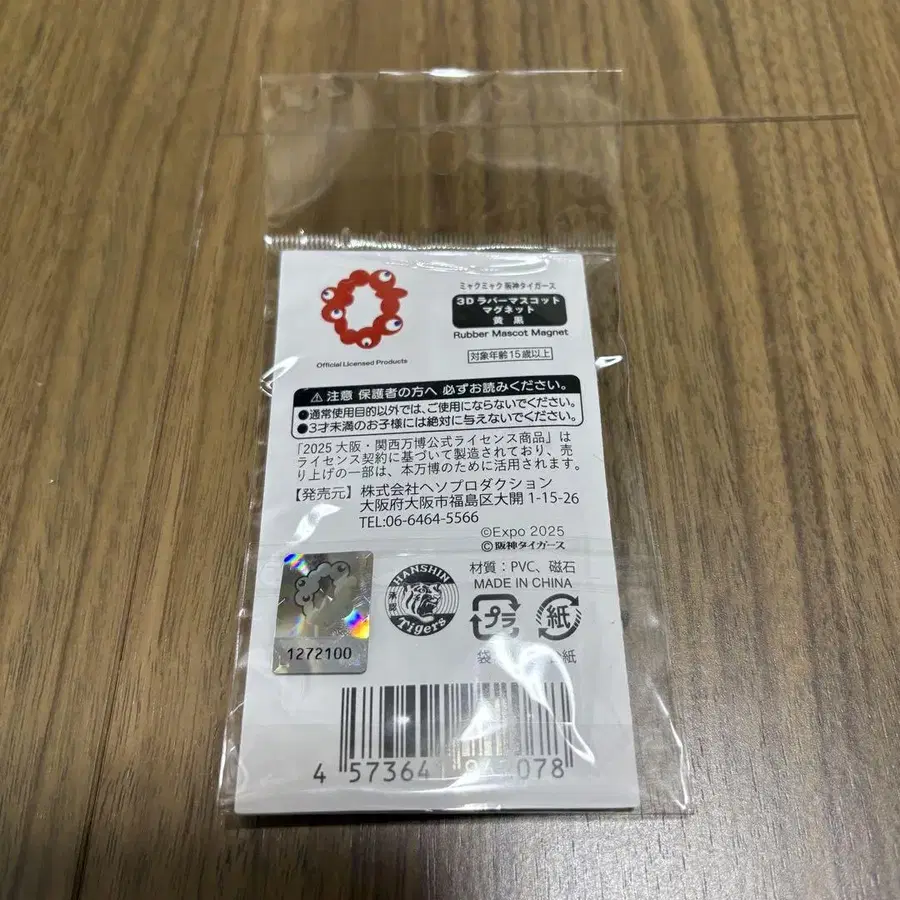 Official Licensed Products
ミャクミャク 阪神タイガース
3D ラバーマスコット
マグネット
黄 黒
Rubber Mascot Magnet
対象年齢15歳以上
⚠注意 保護者の方へ 必ずお読みください。
●通常使用目的以外では、ご使用にならないでください。
●3才未満のお子様には絶対に与えないでください。
「2025 大阪・関西万博公式ライセンス商品」は
ライセンス契約に基づいて製造されており、売
り上げの一部は、本万博のために活用されます。
【発売元】 株式会社ヘソプロダクション
大阪府大阪市福島区大開 1-15-26
TEL:06-6464-5566
©Expo 2025
©阪神タイガース
材質：PVC、磁石
MADE IN CHINA
1272100
HANSHIN
Tigers
プラ
紙
袋
紙
4 573641 078